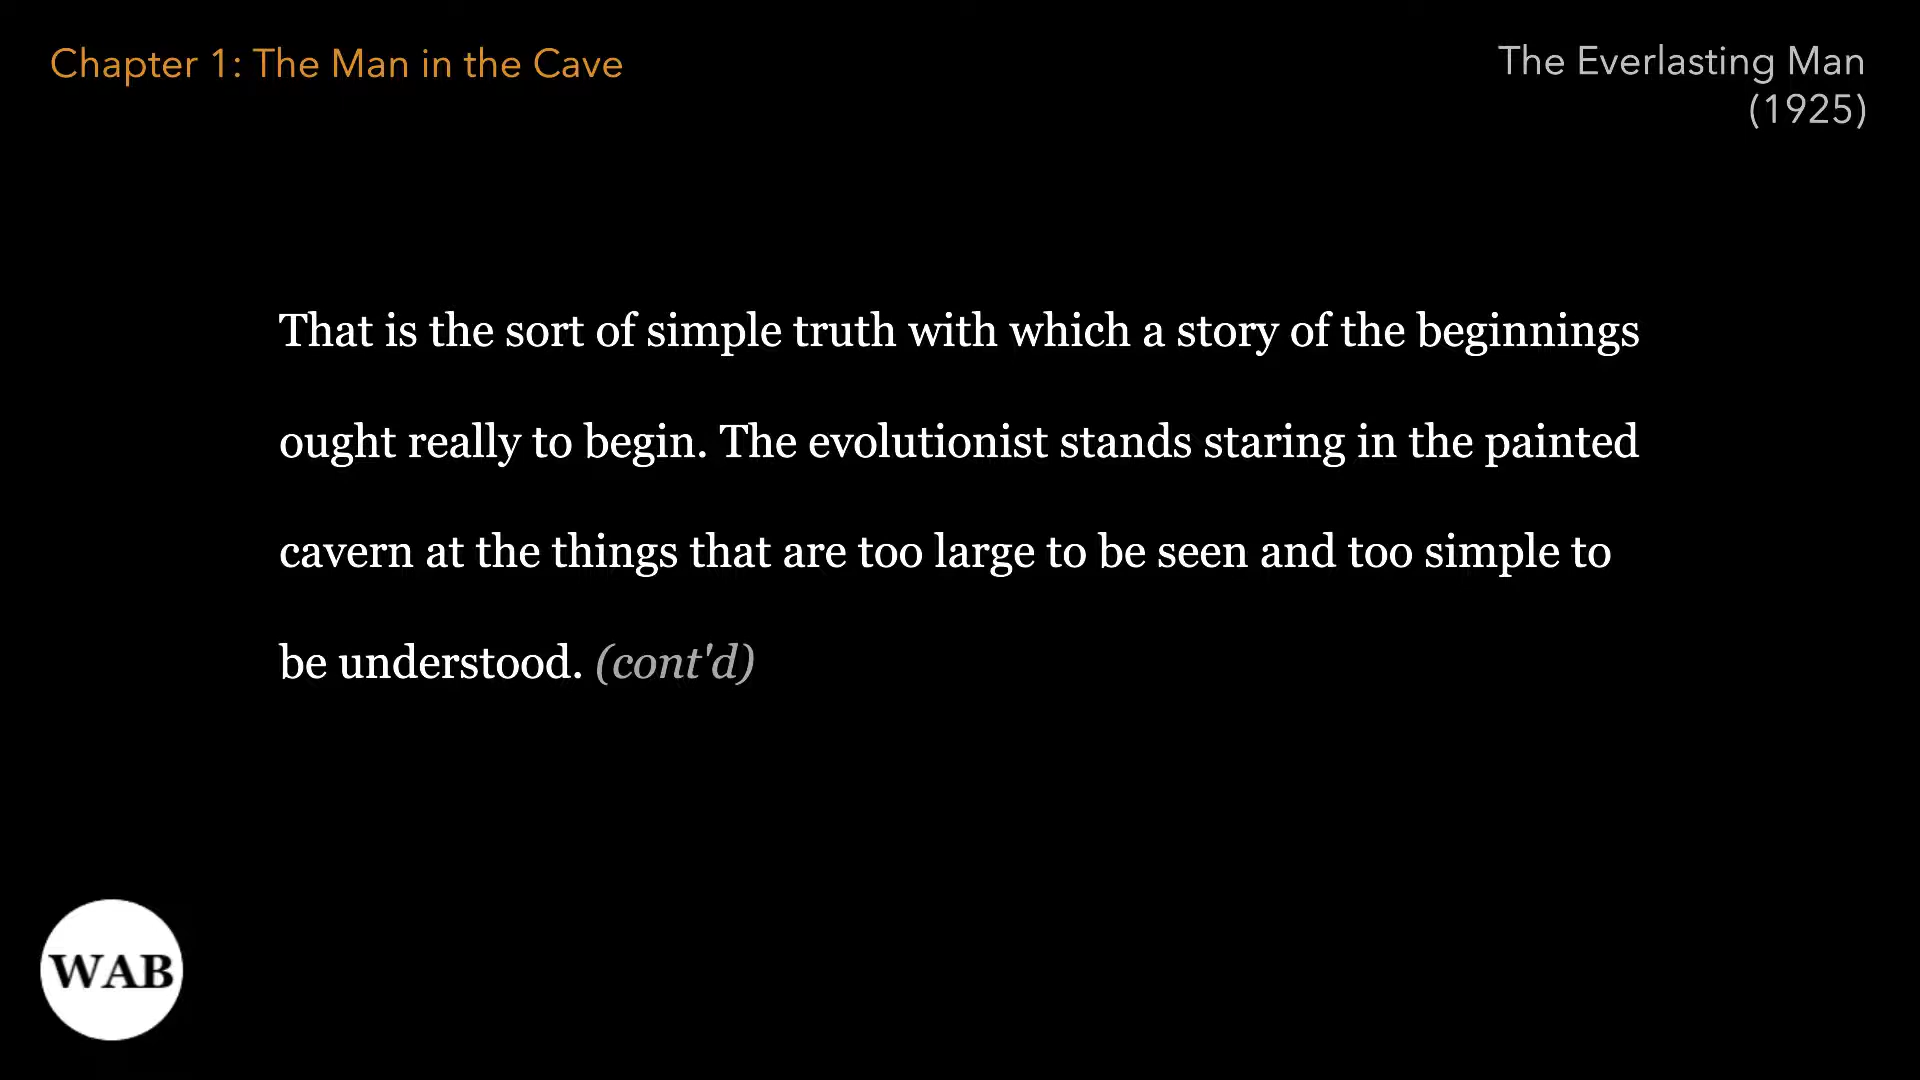 Chapter 1: The Man in the Cave
The Everlasting Man
(1925)
That is the sort of simple truth with which a story of the beginnings
ought really to begin. The evolutionist stands staring in the painted
cavern at the things that are too large to be seen and too simple to
be understood. (cont'd)
WAB